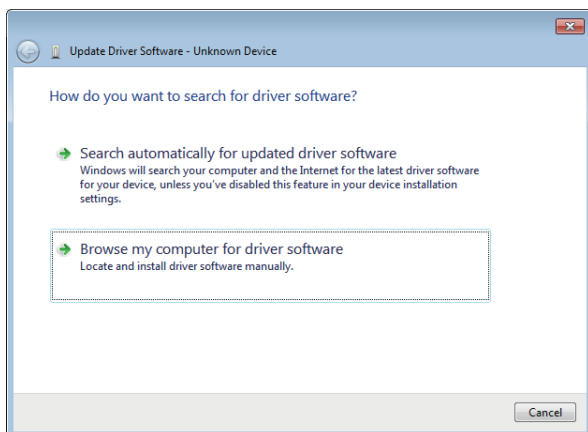 Update Driver Software - Unknown Device
How do you want to search for driver software?
Search automatically for updated driver software
Windows will search your computer and the Internet for the latest driver software
for your device, unless you've disabled this feature in your device installation
settings.
Browse my computer for driver software
Locate and install driver software manually.
Cancel